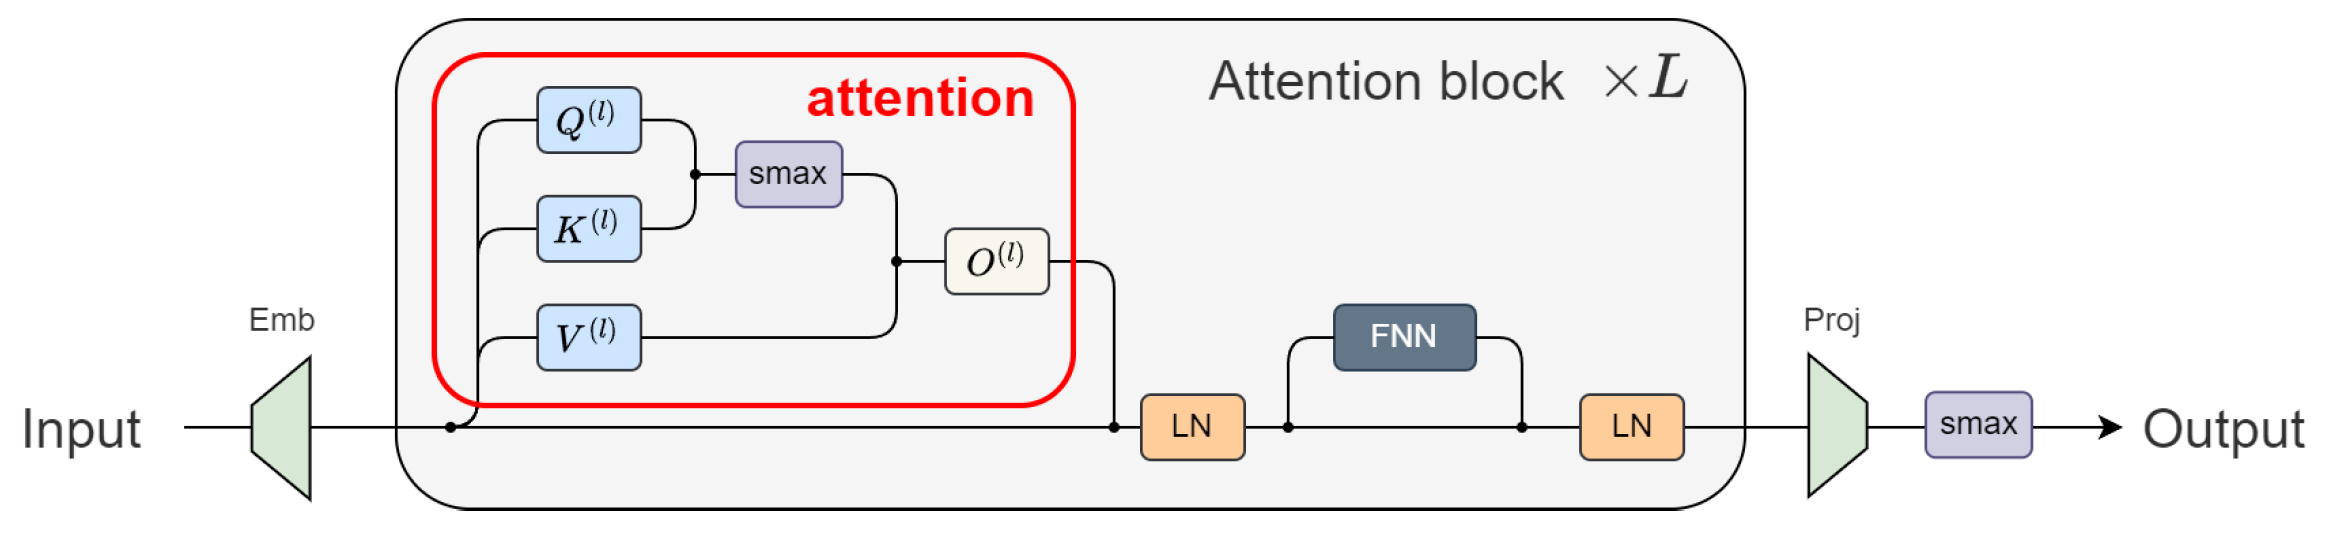 Attention block ×L
attention
Q^(l)
smax
K^(l)
O^(l)
V^(l)
Emb
FNN
Proj
Input
LN
LN
smax
Output